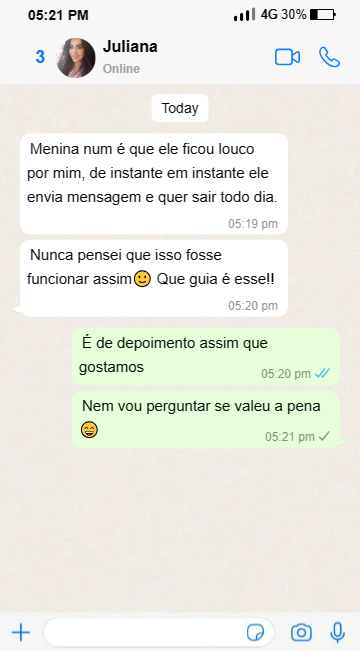 05:21 PM 4G 30%
3 Juliana
Online
Today
Menina num é que ele ficou louco
por mim, de instante em instante ele
envia mensagem e quer sair todo dia.
05:19 pm
Nunca pensei que isso fosse
funcionar assim🙂 Que guia é esse!!
05:20 pm
É de depoimento assim que
gostamos
05:20 pm
Nem vou perguntar se valeu a pena
😄
05:21 pm